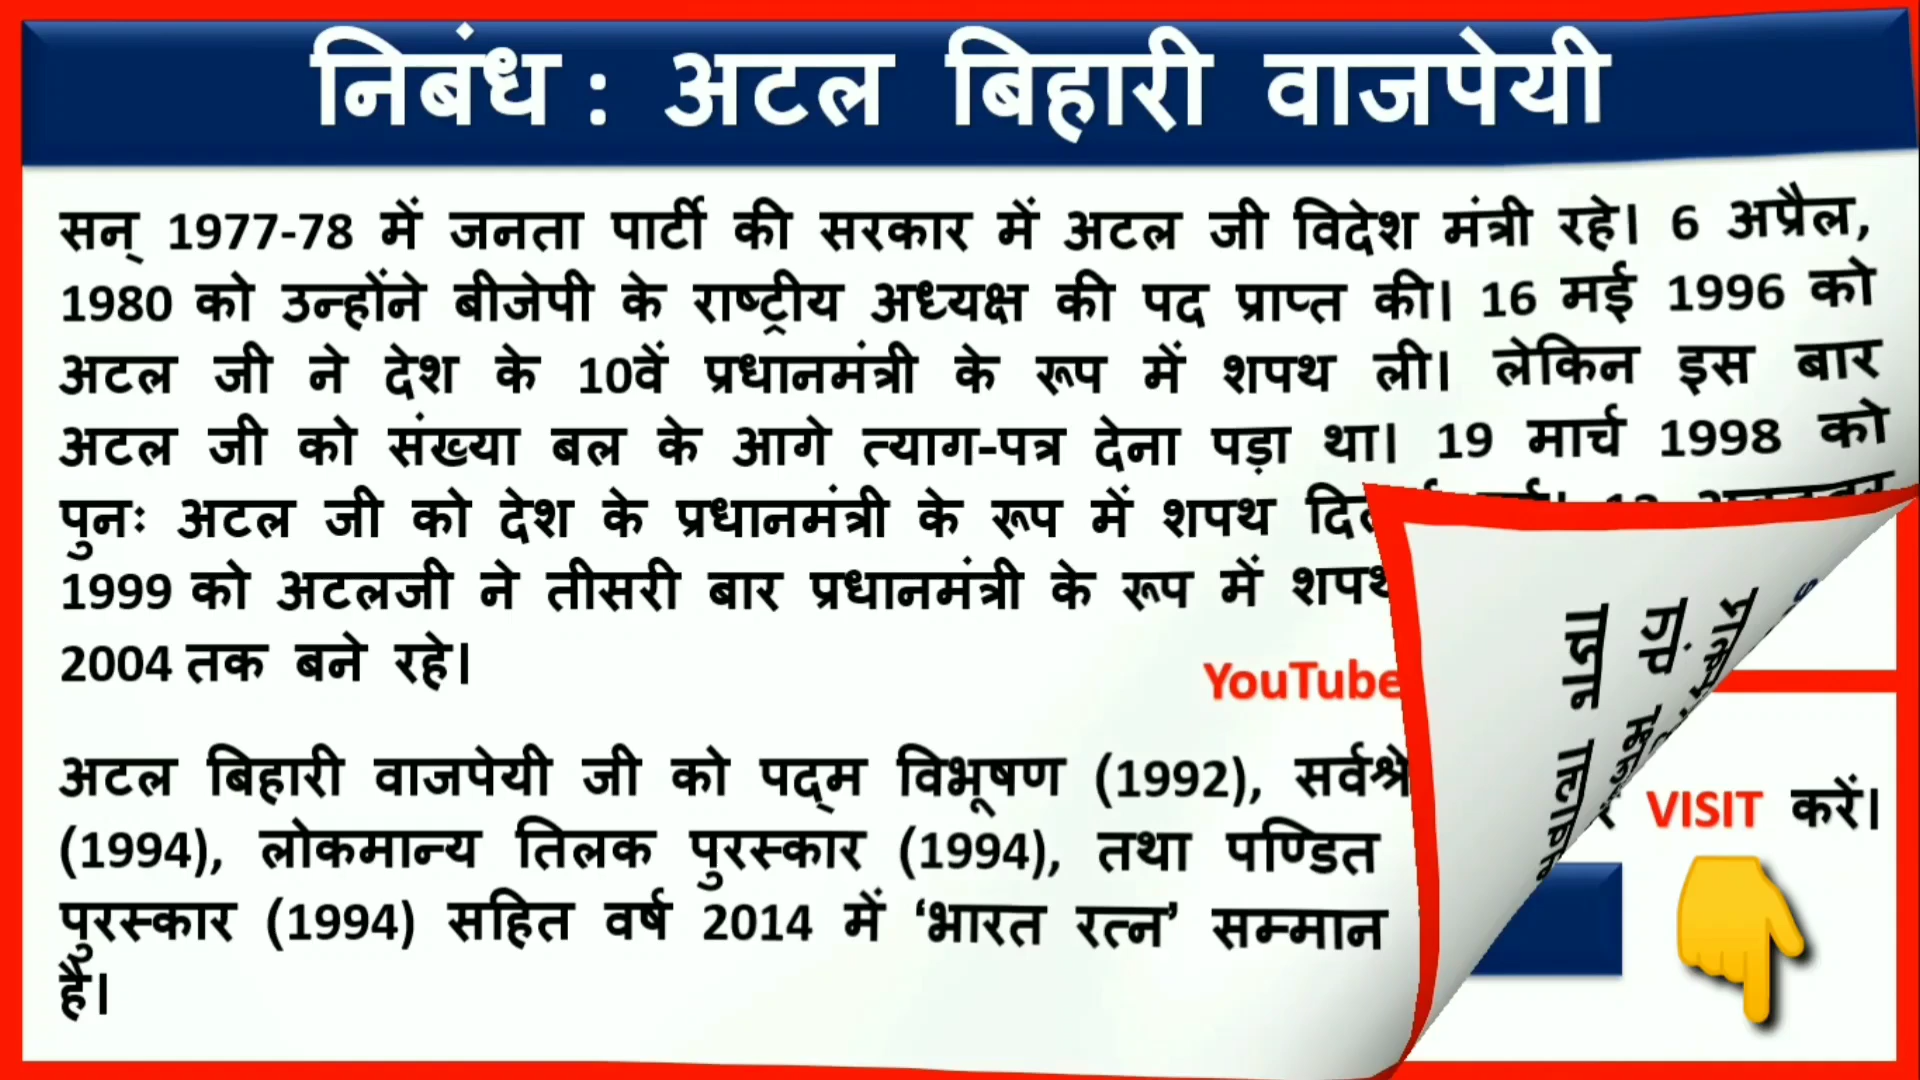 निबंध : अटल बिहारी वाजपेयी
सन् 1977-78 में जनता पार्टी की सरकार में अटल जी विदेश मंत्री रहे। 6 अप्रैल,
1980 को उन्होंने बीजेपी के राष्ट्रीय अध्यक्ष की पद प्राप्त की। 16 मई 1996 को
अटल जी ने देश के 10वें प्रधानमंत्री के रूप में शपथ ली। लेकिन इस बार
अटल जी को संख्या बल के आगे त्याग-पत्र देना पड़ा था। 19 मार्च 1998 को
पुनः अटल जी को देश के प्रधानमंत्री के रूप में शपथ
1999 को अटलजी ने तीसरी बार प्रधानमंत्री के रूप में शपथ
2004 तक बने रहे।
YouTube
अटल बिहारी वाजपेयी जी को पद्म विभूषण (1992),
(1994), लोकमान्य तिलक पुरस्कार (1994), तथा पण्डित
पुरस्कार (1994) सहित वर्ष 2014 में ‘भारत रत्न’ सम्मान
है।
VISIT करें।